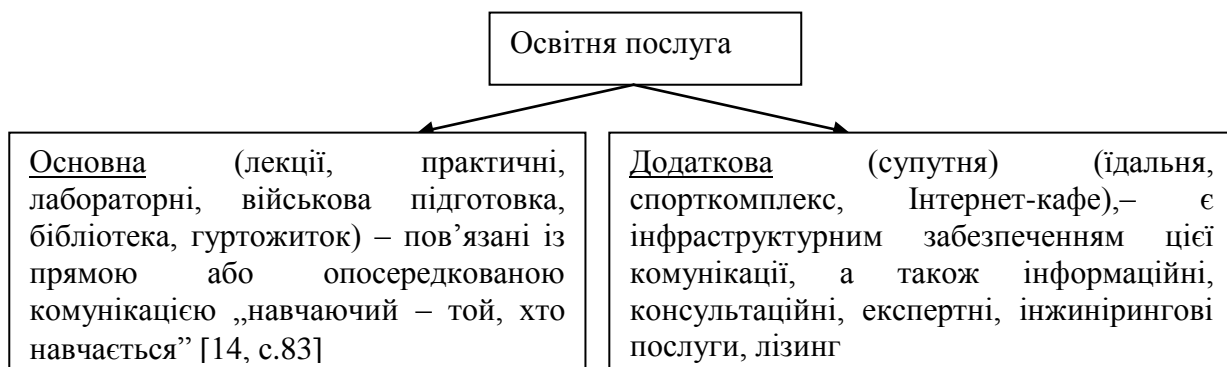 Освітня послуга
Основна (лекції, практичні,
лабораторні, військова підготовка,
бібліотека, гуртожиток) – пов’язані із
прямою або опосередкованою
комунікацією „навчаючий – той, хто
навчається” [14, с.83]
Додаткова (супутня) (їдальня,
спорткомплекс, Інтернет-кафе),– є
інфраструктурним забезпеченням цієї
комунікації, а також інформаційні,
консультаційні, експертні, інжинірингові
послуги, лізинг